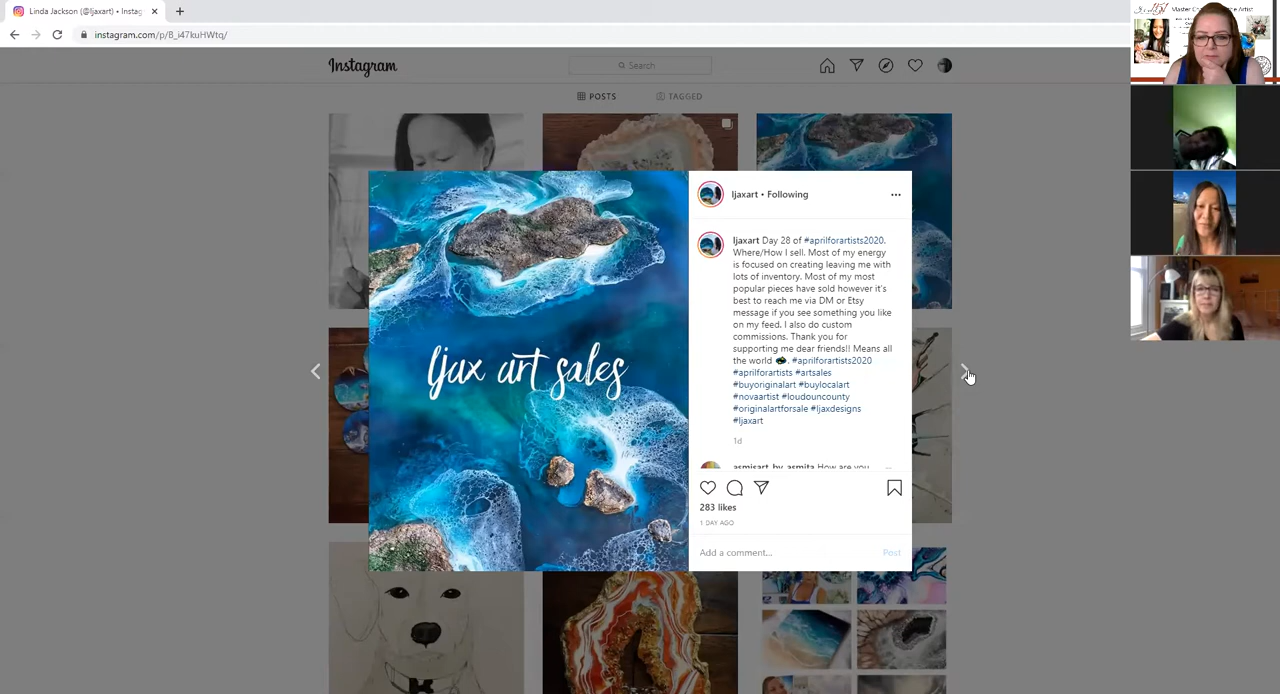 Linda Jackson (@ljaxart) • Instag
instagram.com/p/B_i47kuHWtq/
Instagram
Search
POSTS
TAGGED
ljax art sales
ljaxart • Following
ljaxart Day 28 of #aprilforartists2020.
Where/How I sell. Most of my energy
is focused on creating leaving me with
lots of inventory. Most of my most
popular pieces have sold however it's
best to reach me via DM or Etsy
message if you see something you like
on my feed. I also do custom
commissions. Thank you for
supporting me dear friends!! Means all
the world . #aprilforartists2020
#aprilforartists #artsales
#buyoriginalart #buylocalart
#novaartist #loudouncounty
#originalartforsale #ljaxdesigns
#ljaxart
1d
asmisart_by_asmita How are you
283 likes
1 DAY AGO
Add a comment...
Post